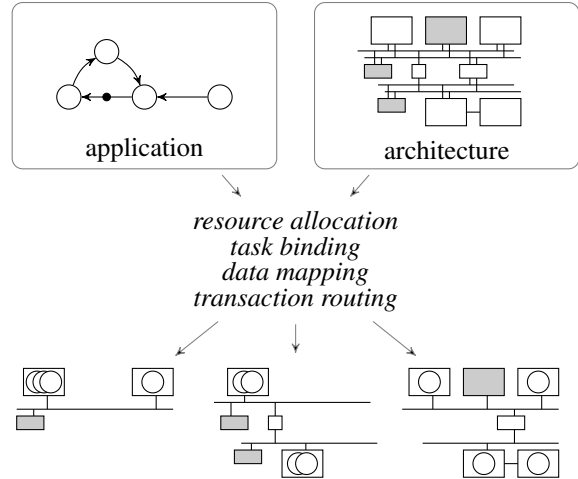 application
architecture
resource allocation
task binding
data mapping
transaction routing